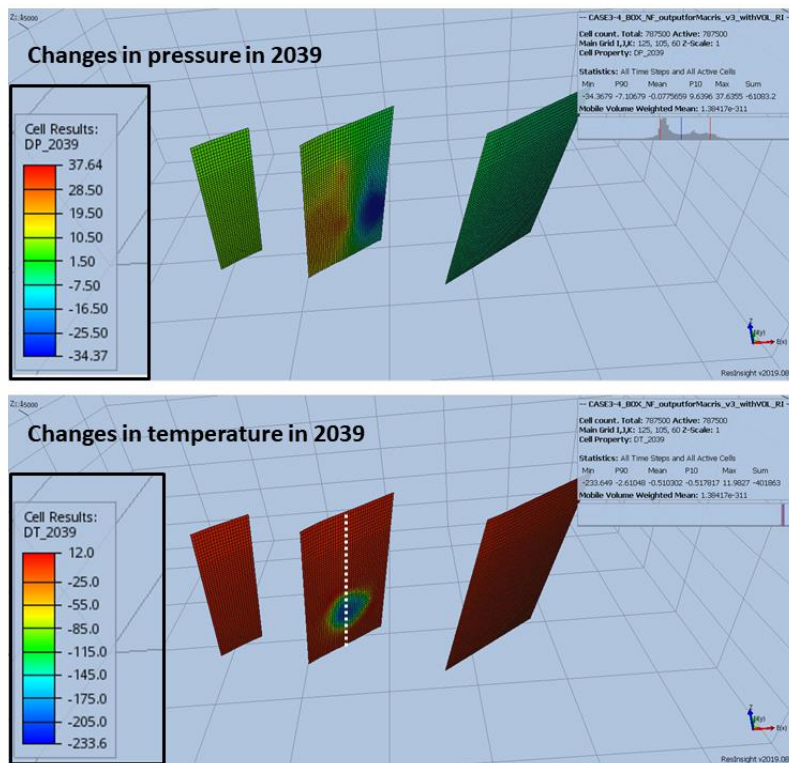 Z: 15000
Changes in pressure in 2039
-- CASE3-4_BOX_NF_outputforMacris_v3_withVOL_RI --
Cell count. Total: 787500 Active: 787500
Main Grid I,J,K: 125, 105, 60 Z-Scale: 1
Cell Property: DP_2039
Statistics: All Time Steps and All Active Cells
Min P90 Mean P10 Max Sum
-34.3679 -7.10679 -0.0775659 9.6396 37.6355 -61083.2
Mobile Volume Weighted Mean: 1.38417e-311
Cell Results:
DP_2039
37.64
28.50
19.50
10.50
1.50
-7.50
-16.50
-25.50
-34.37
Z
E(x)
ResInsight v2019.08
Z: 15000
Changes in temperature in 2039
-- CASE3-4_BOX_NF_outputforMacris_v3_withVOL_RI --
Cell count. Total: 787500 Active: 787500
Main Grid I,J,K: 125, 105, 60 Z-Scale: 1
Cell Property: DT_2039
Statistics: All Time Steps and All Active Cells
Min P90 Mean P10 Max Sum
-233.649 -2.61048 -0.510302 -0.517817 11.9827 -401863
Mobile Volume Weighted Mean: 1.38417e-311
Cell Results:
DT_2039
12.0
-25.0
-55.0
-85.0
-115.0
-145.0
-175.0
-205.0
-233.6
Z
E(x)
ResInsight v2019.08